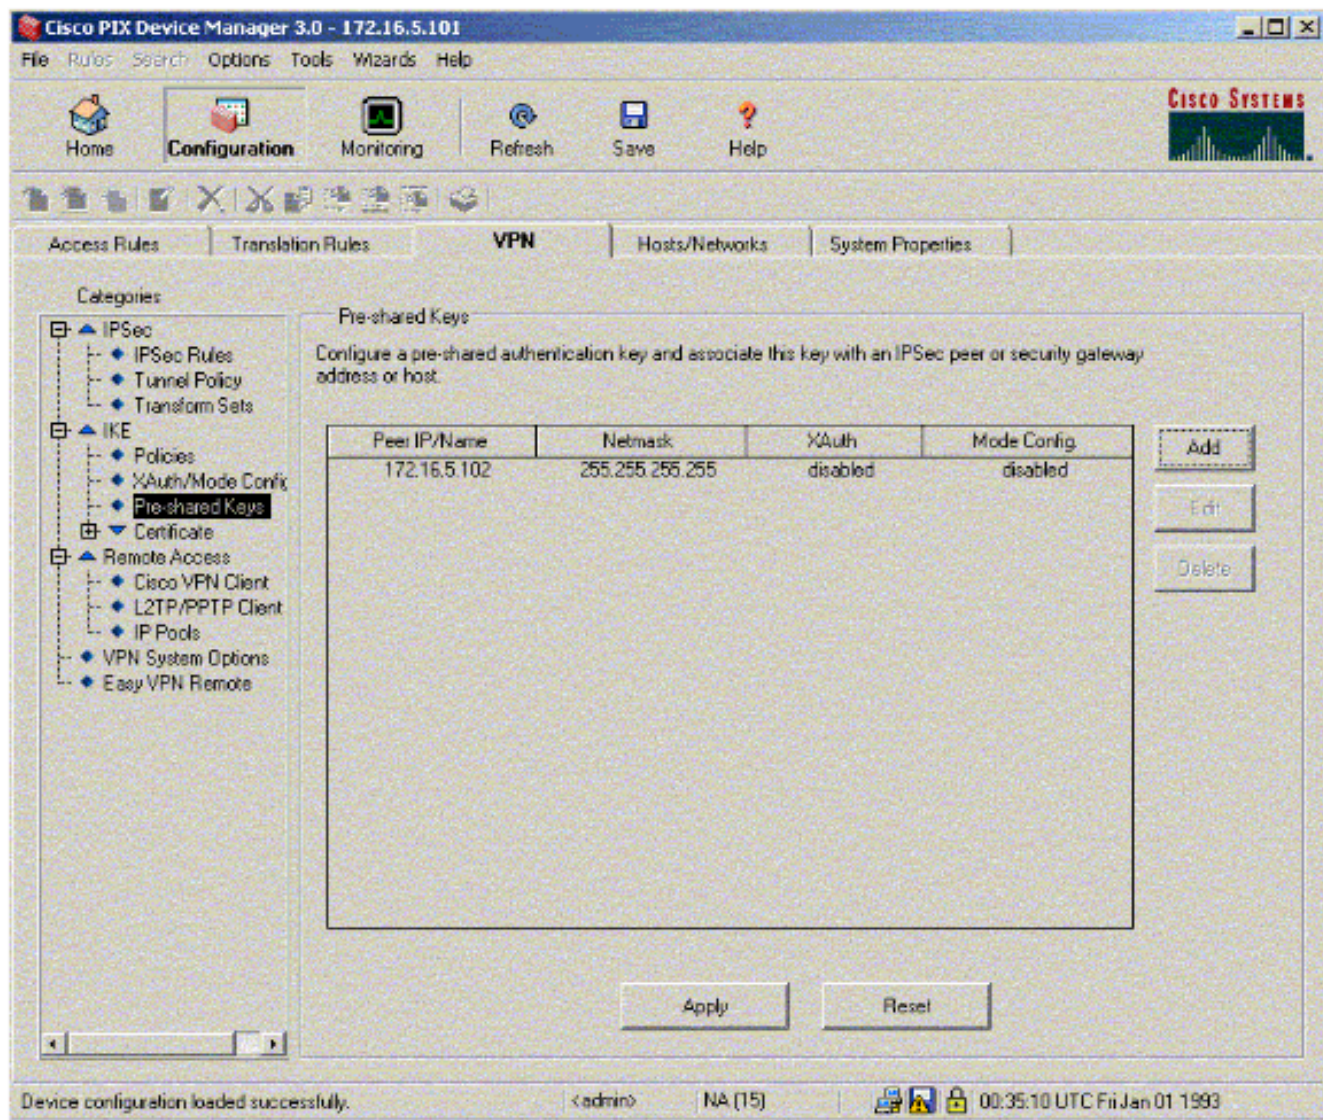 Cisco PIX Device Manager 3.0 - 172.16.5.101
File Rules Search Options Tools Wizards Help
Home Configuration Monitoring Refresh Save Help
CISCO SYSTEMS
Access Rules Translation Rules VPN Hosts/Networks System Properties
Categories
IPSec
IPSec Rules
Tunnel Policy
Transform Sets
IKE
Policies
XAuth/Mode Config
Pre-shared Keys
Certificate
Remote Access
Cisco VPN Client
L2TP/PPTP Client
IP Pools
VPN System Options
Easy VPN Remote
Pre-shared Keys
Configure a pre-shared authentication key and associate this key with an IPSec peer or security gateway
address or host.
Peer IP/Name Netmask XAuth Mode Config.
172.16.5.102 255.255.255.255 disabled disabled
Add
Edit
Delete
Apply Reset
Device configuration loaded successfully. <admin> NA (15) 00:35:10 UTC Fri Jan 01 1993